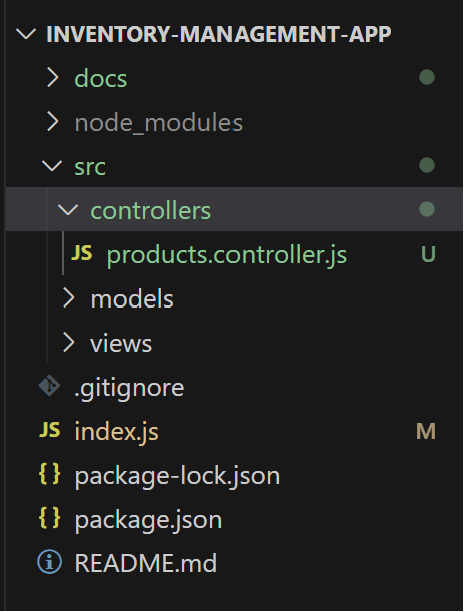 INVENTORY-MANAGEMENT-APP
docs
node_modules
src
controllers
JS products.controller.js U
models
views
.gitignore
JS index.js M
{} package-lock.json
{} package.json
README.md